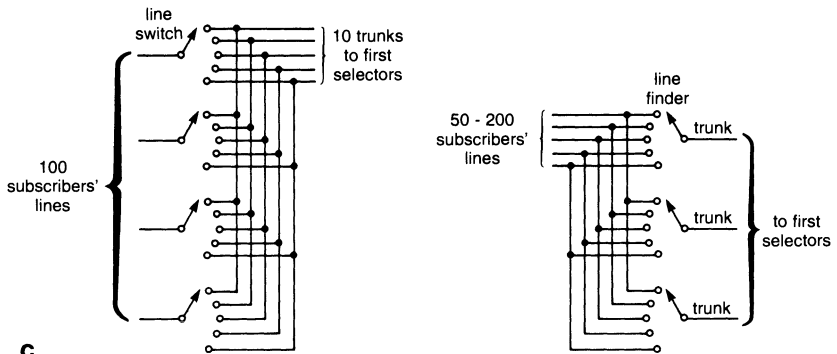 line
switch
10 trunks
to first
selectors
100
subscribers'
lines
c
50 - 200
subscribers'
lines
line
finder
trunk
trunk
trunk
to first
selectors